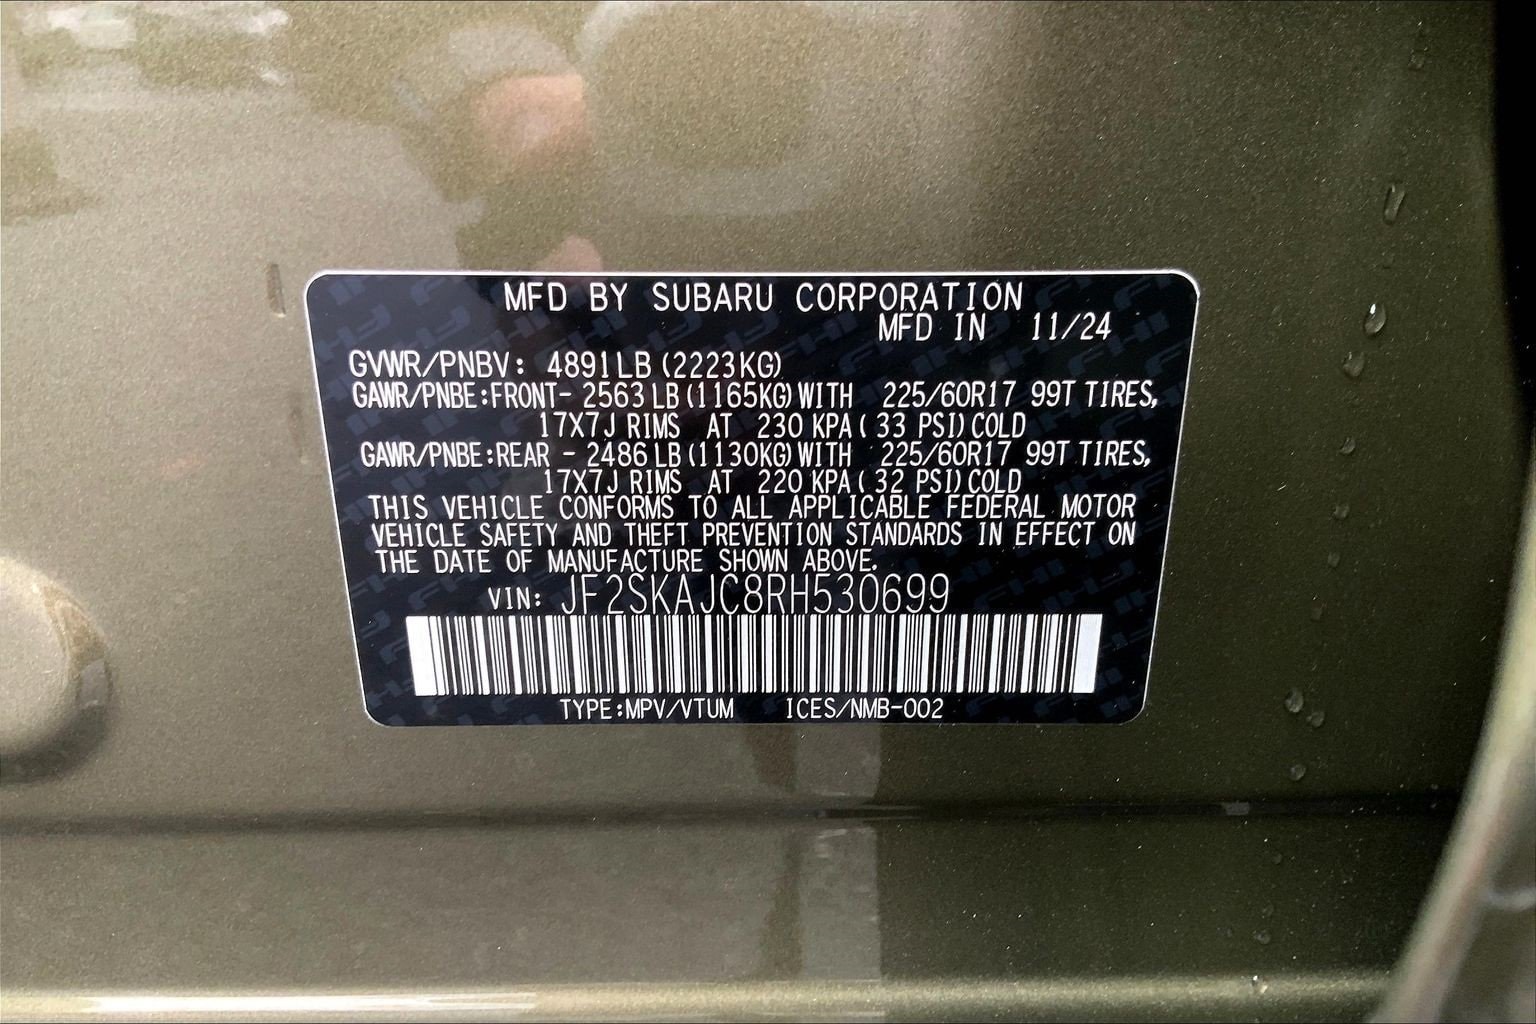 MFD BY SUBARU CORPORATION
MFD IN 11/24
GVWR/PNBV: 4891LB (2223KG)
GAWR/PNBE:FRONT- 2563 LB (1165KG) WITH 225/60R17 99T TIRES,
17X7J RIMS AT 230 KPA ( 33 PSI) COLD
GAWR/PNBE:REAR - 2486 LB (1130KG) WITH 225/60R17 99T TIRES,
17X7J RIMS AT 220 KPA ( 32 PSI) COLD
THIS VEHICLE CONFORMS TO ALL APPLICABLE FEDERAL MOTOR
VEHICLE SAFETY AND THEFT PREVENTION STANDARDS IN EFFECT ON
THE DATE OF MANUFACTURE SHOWN ABOVE.
VIN: JF2SKAJC8RH530699
TYPE:MPV/VTUM ICES/NMB-002